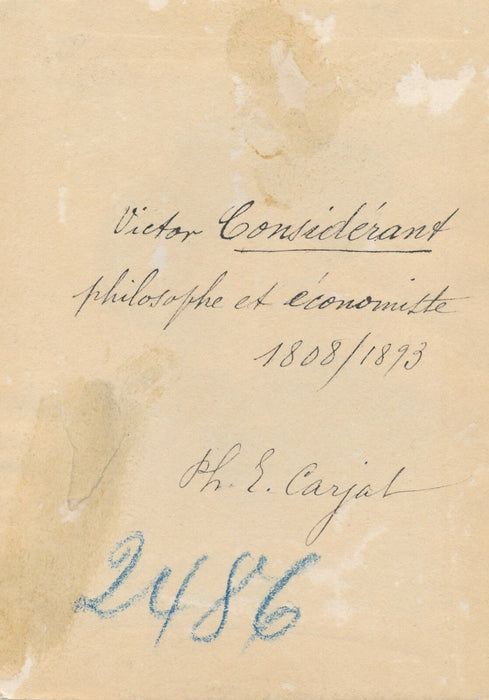 Victor Considérant
philosophe et économiste
1808/1893
Ph. E. Carjat
2486